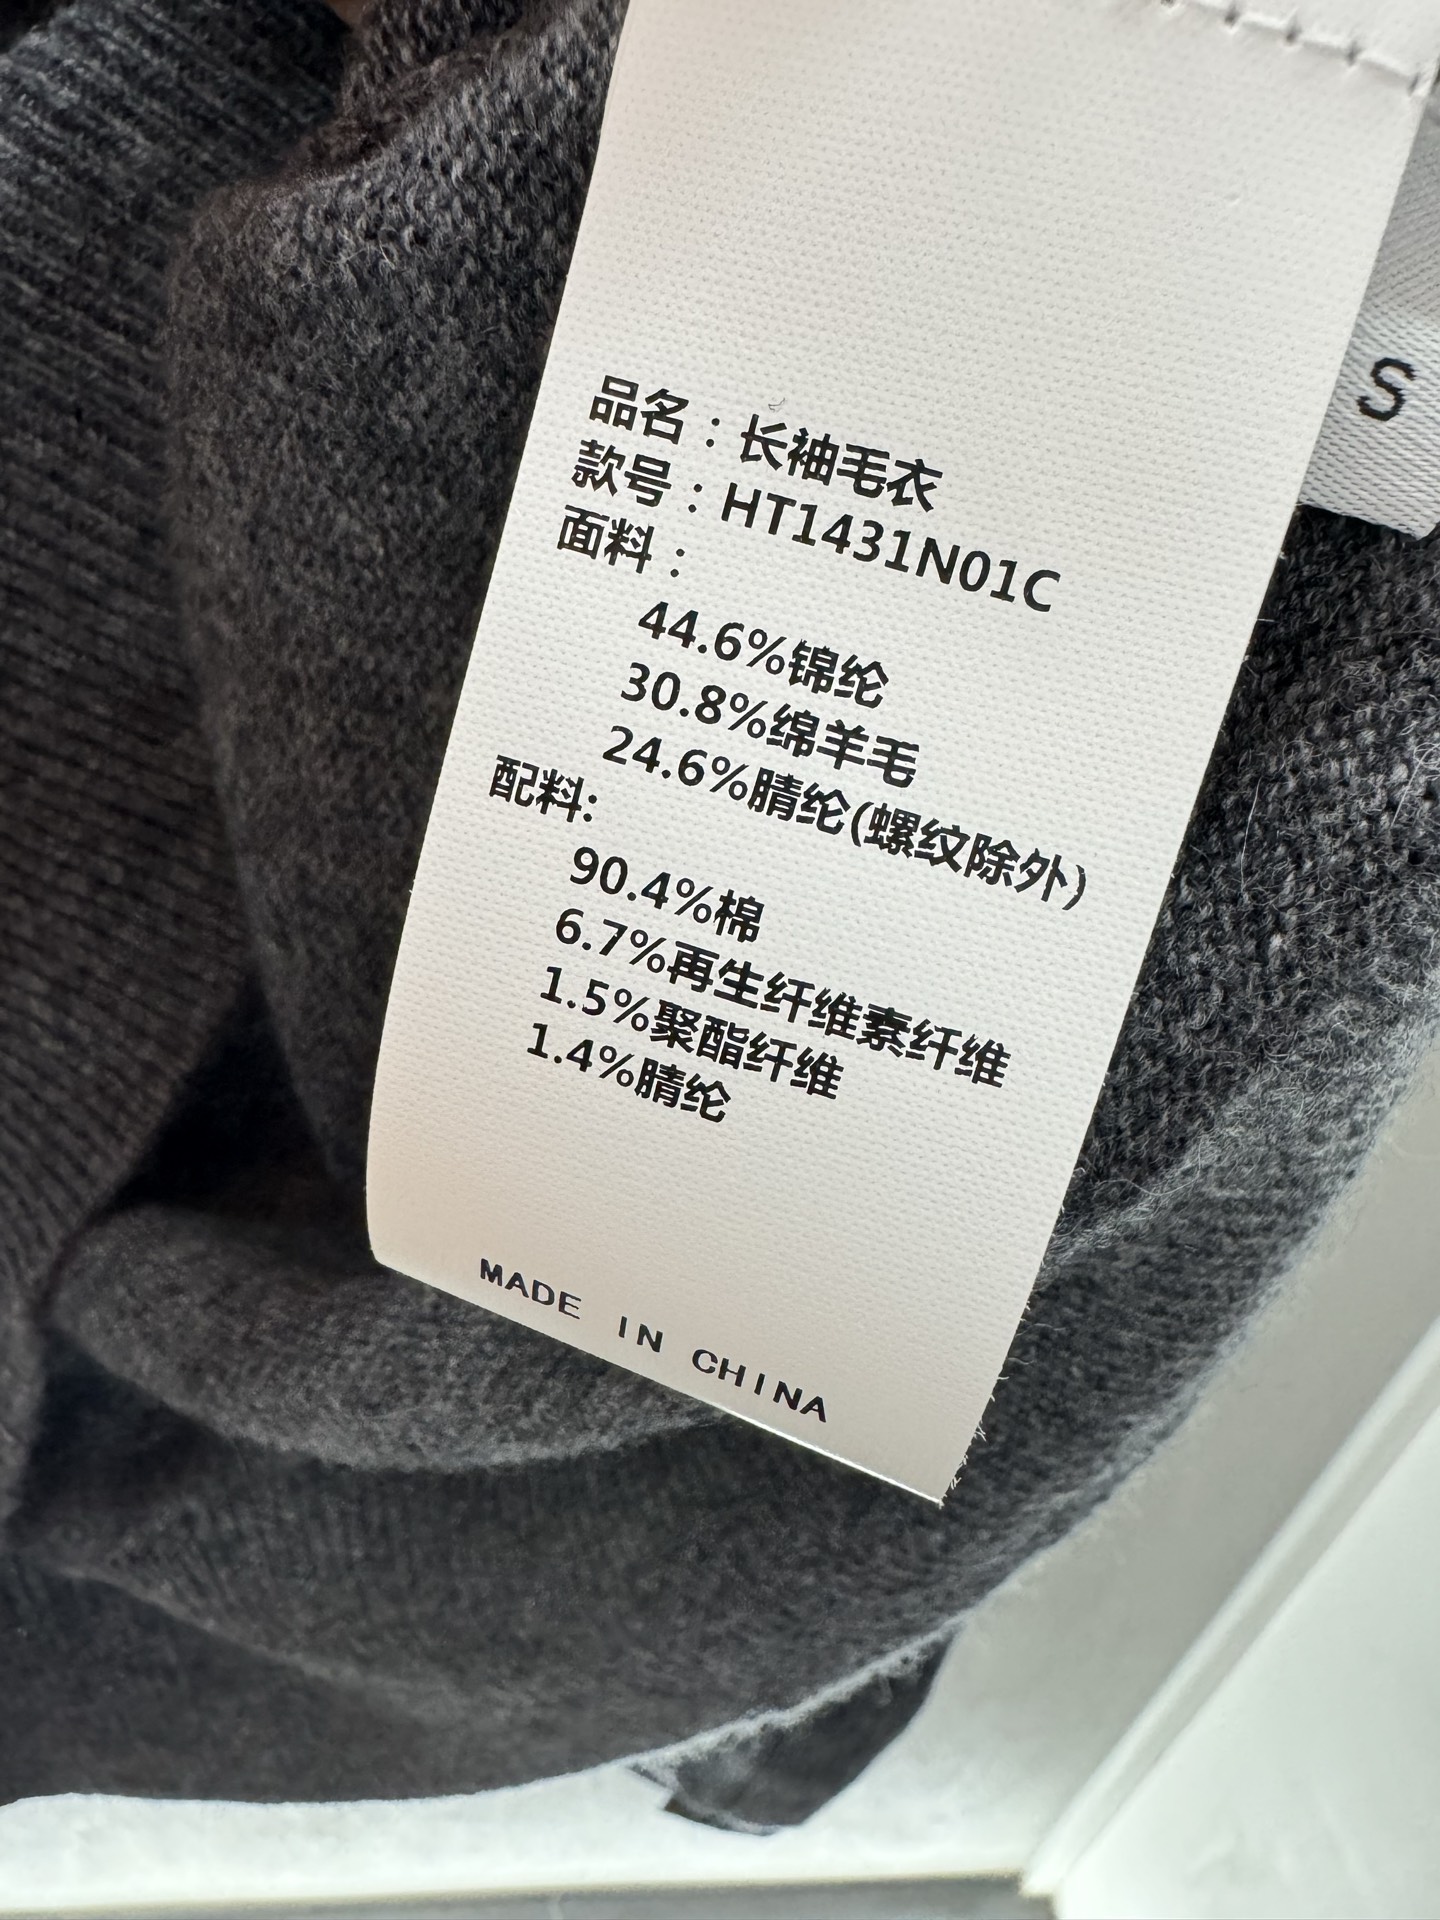 品名：长袖毛衣
款号：HT1431N01C
面料：
44.6%锦纶
30.8%绵羊毛
24.6%腈纶(螺纹除外)
配料:
90.4%棉
6.7%再生纤维素纤维
1.5%聚酯纤维
1.4%腈纶
MADE IN CHINA
S